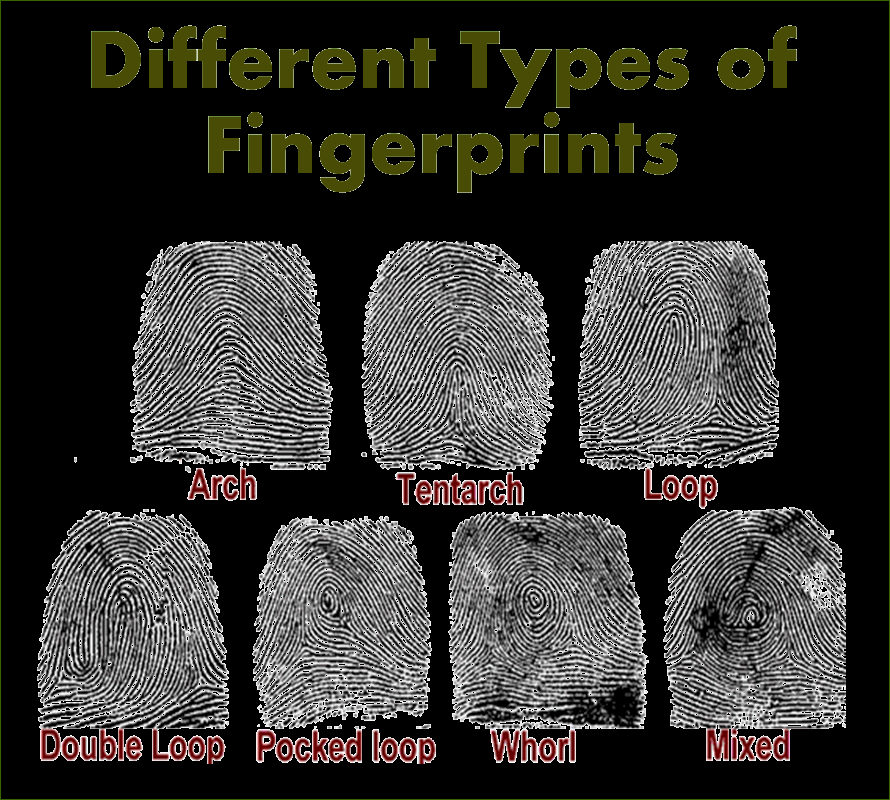 Different Types of
Fingerprints
Arch
Tentarch
Loop
Double Loop
Pocked loop
Whorl
Mixed